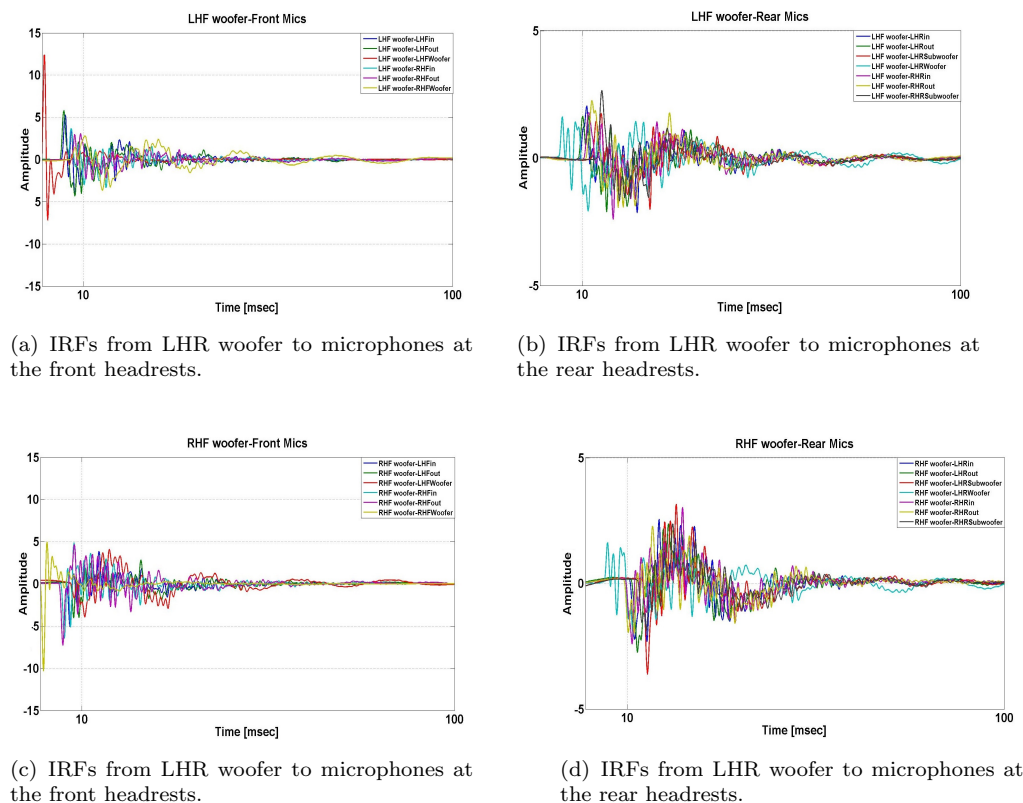 LHF woofer-Front Mics
15
10
5
0
-5
-10
-15
Amplitude
LHF woofer-LHFin
LHF woofer-LHFout
LHF woofer-LHFWoofer
LHF woofer-RHFin
LHF woofer-RHFout
LHF woofer-RHFWoofer
10
100
Time [msec]
(a) IRFs from LHR woofer to microphones at
the front headrests.
LHF woofer-Rear Mics
5
0
-5
Amplitude
LHF woofer-LHRin
LHF woofer-LHRout
LHF woofer-LHRSubwoofer
LHF woofer-LHRWoofer
LHF woofer-RHRin
LHF woofer-RHRout
LHF woofer-RHRSubwoofer
10
100
Time [msec]
(b) IRFs from LHR woofer to microphones at
the rear headrests.
RHF woofer-Front Mics
15
10
5
0
-5
-10
-15
Amplitude
RHF woofer-LHFin
RHF woofer-LHFout
RHF woofer-LHFWoofer
RHF woofer-RHFin
RHF woofer-RHFout
RHF woofer-RHFWoofer
10
100
Time [msec]
(c) IRFs from LHR woofer to microphones at
the front headrests.
RHF woofer-Rear Mics
5
0
-5
Amplitude
RHF woofer-LHRin
RHF woofer-LHRout
RHF woofer-LHRSubwoofer
RHF woofer-LHRWoofer
RHF woofer-RHRin
RHF woofer-RHRout
RHF woofer-RHRSubwoofer
10
100
Time [msec]
(d) IRFs from LHR woofer to microphones at
the rear headrests.